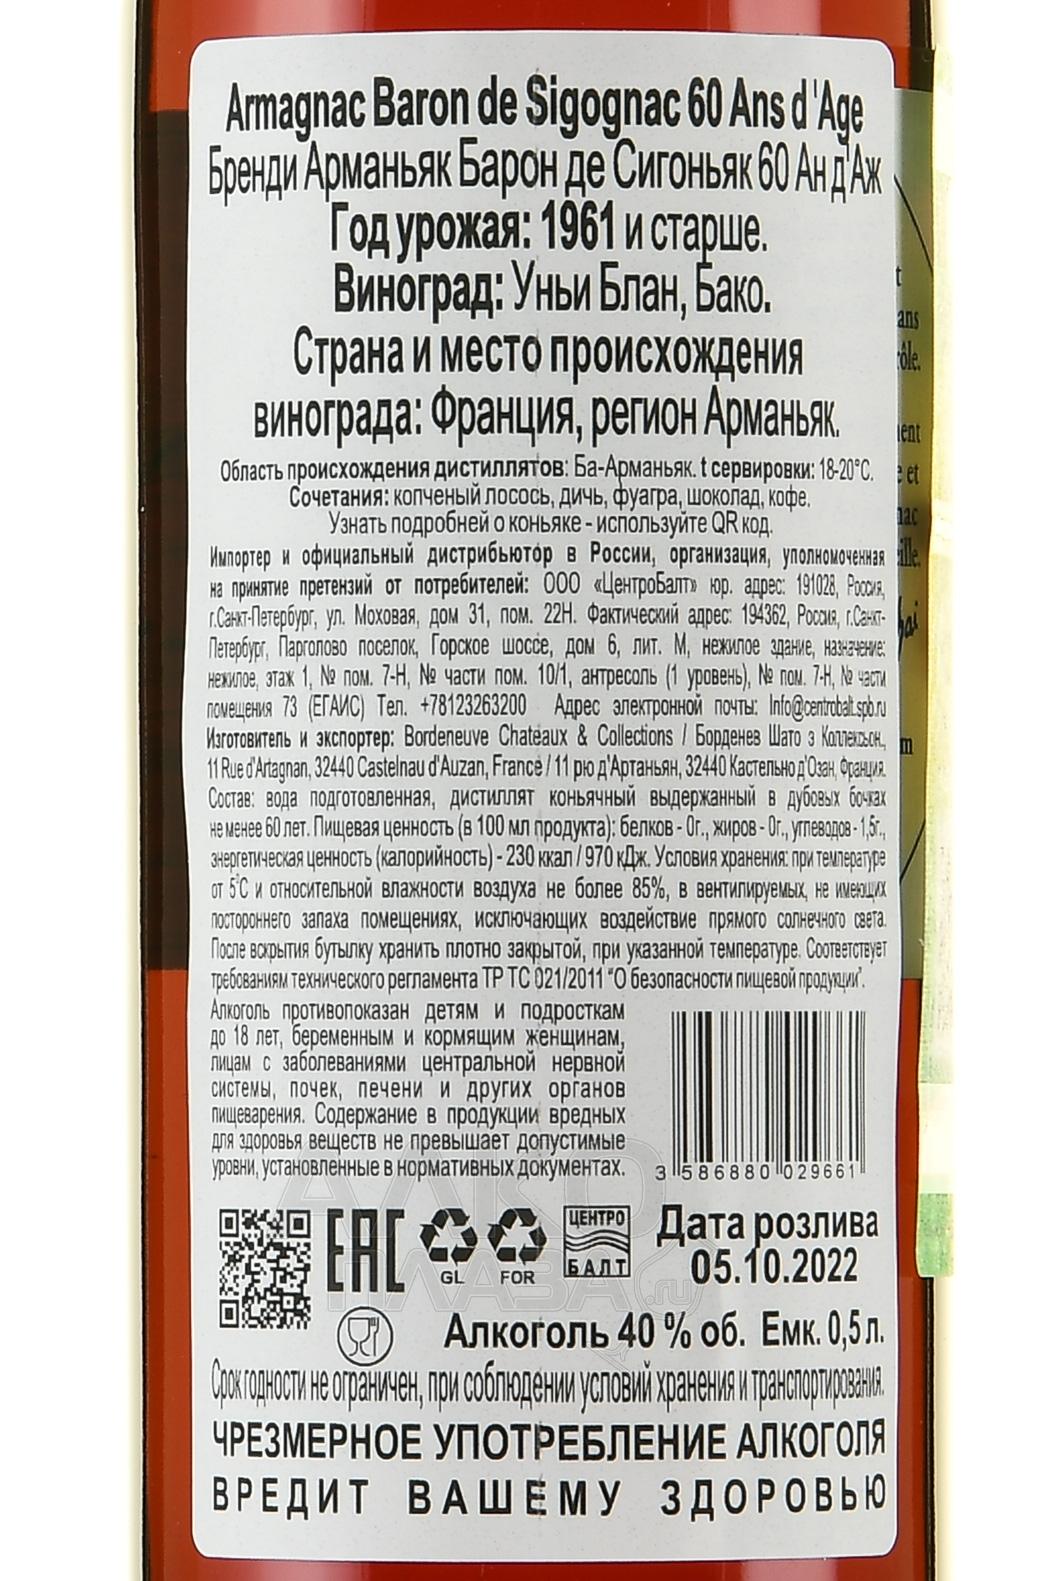 Armagnac Baron de Sigognac 60 Ans d'Age
Бренди Арманьяк Барон де Сигоньяк 60 Ан д'Аж
Год урожая: 1961 и старше.
Виноград: Уньи Блан, Бако.
Страна и место происхождения
винограда: Франция, регион Арманьяк.
Область происхождения дистиллятов: Ба-Арманьяк. t сервировки: 18-20°С.
Сочетания: копченый лосось, дичь, фуагра, шоколад, кофе.
Узнать подробней о коньяке - используйте QR код.
Импортер и официальный дистрибьютор в России, организация, уполномоченная
на принятие претензий от потребителей: ООО «ЦентроБалт» юр. адрес: 191028, Россия,
г.Санкт-Петербург, ул. Моховая, дом 31, пом. 22Н. Фактический адрес: 194362, Россия, г.Санкт-
Петербург, Парголово поселок, Горское шоссе, дом 6, лит. М, нежилое здание, назначение:
нежилое, этаж 1, № пом. 7-Н, № части пом. 10/1, антресоль (1 уровень), № пом. 7-Н, № части
помещения 73 (ЕГАИС) Тел. +78123263200 Адрес электронной почты: Info@centrobalt.spb.ru
Изготовитель и экспортер: Bordeneuve Chateaux & Collections / Борденев Шато э Коллексьон,
11 Rue d'Artagnan, 32440 Castelnau d'Auzan, France / 11 рю д'Артаньян, 32440 Кастельно д'Озан, Франция.
Состав: вода подготовленная, дистиллят коньячный выдержанный в дубовых бочках
не менее 60 лет. Пищевая ценность (в 100 мл продукта): белков - 0г., жиров - 0г., углеводов - 1,5г.,
энергетическая ценность (калорийность) - 230 ккал / 970 кДж. Условия хранения: при температуре
от 5°С и относительной влажности воздуха не более 85%, в вентилируемых, не имеющих
постороннего запаха помещениях, исключающих воздействие прямого солнечного света.
После вскрытия бутылку хранить плотно закрытой, при указанной температуре. Соответствует
требованиям технического регламента ТР ТС 021/2011 "О безопасности пищевой продукции".
Алкоголь противопоказан детям и подросткам
до 18 лет, беременным и кормящим женщинам,
лицам с заболеваниями центральной нервной
системы, почек, печени и других органов
пищеварения. Содержание в продукции вредных
для здоровья веществ не превышает допустимые
уровни, установленные в нормативных документах.
3 586880 029661
EAC
GL
FOR
ЦЕНТРО
БАЛТ
Дата розлива
05.10.2022
Алкоголь 40 % об. Емк. 0,5 л.
Срок годности не ограничен, при соблюдении условий хранения и транспортирования.
ЧРЕЗМЕРНОЕ УПОТРЕБЛЕНИЕ АЛКОГОЛЯ
ВРЕДИТ ВАШЕМУ ЗДОРОВЬЮ
АЛКО
ПЛАЗА.ru